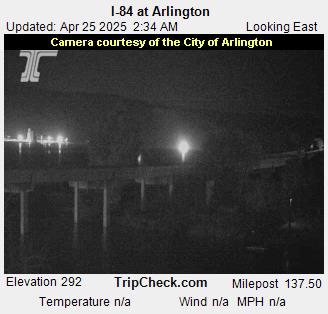 I-84 at Arlington
Updated: Apr 25 2025 2:34 AM Looking East
Camera courtesy of the City of Arlington
Elevation 292 TripCheck.com Milepost 137.50
Temperature n/a Wind n/a MPH n/a